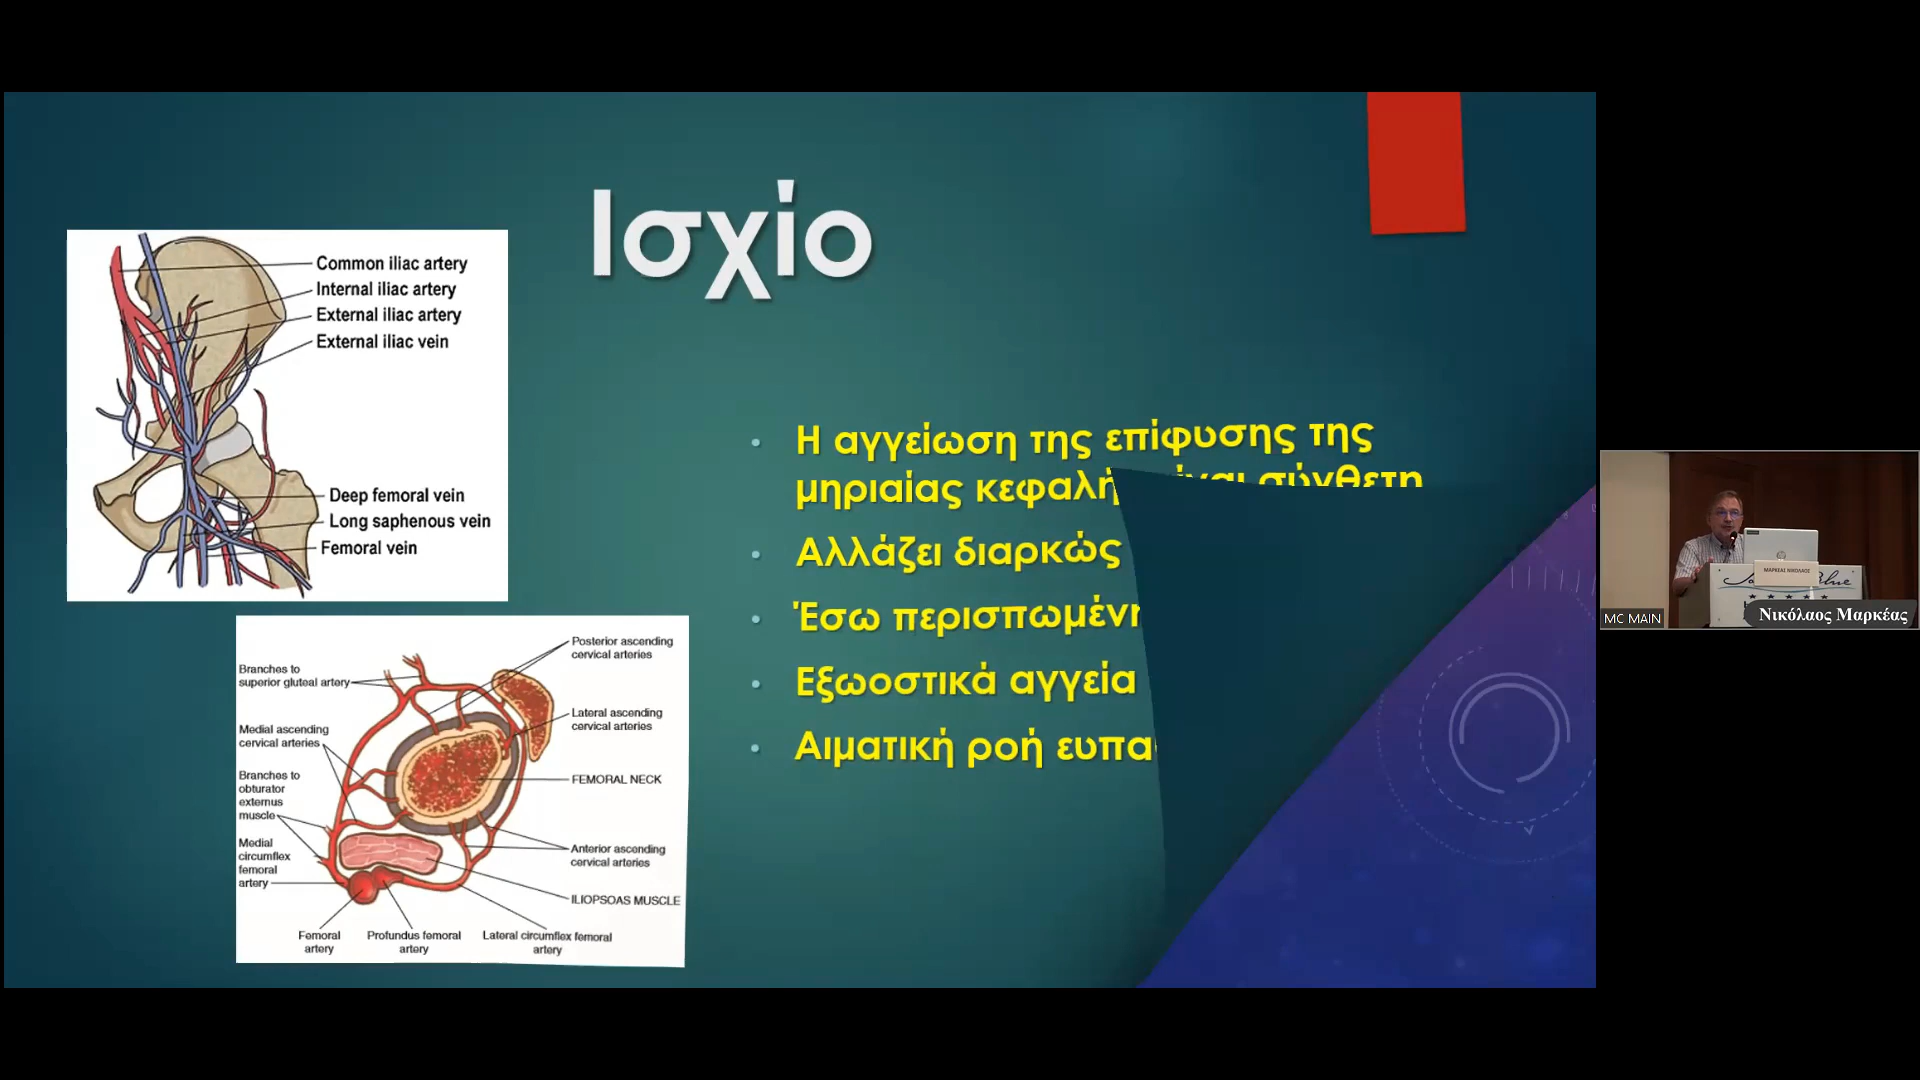 Ισχίο
Common iliac artery
Internal iliac artery
External iliac artery
External iliac vein
Deep femoral vein
Long saphenous vein
Femoral vein
Η αγγείωση της επίφυσης της
μηριαίας κεφαλή σύνθετη
Αλλάζει διαρκώς
Έσω περισπωμένη
Εξωοστικά αγγεία
Αιματική ροή ευπα
Posterior ascending
cervical arteries
Branches to
superior gluteal artery
Lateral ascending
cervical arteries
Medial ascending
cervical arteries
FEMORAL NECK
Branches to
obturator
externus
muscle
Medial
circumflex
femoral
artery
Anterior ascending
cervical arteries
ILIOPSOAS MUSCLE
Femoral
artery
Profundus femoral
artery
Lateral circumflex femoral
artery
ΜΑΡΚΕΑΣ ΝΙΚΟΛΑΟΣ
MC MAIN
Νικόλαος Μαρκέας